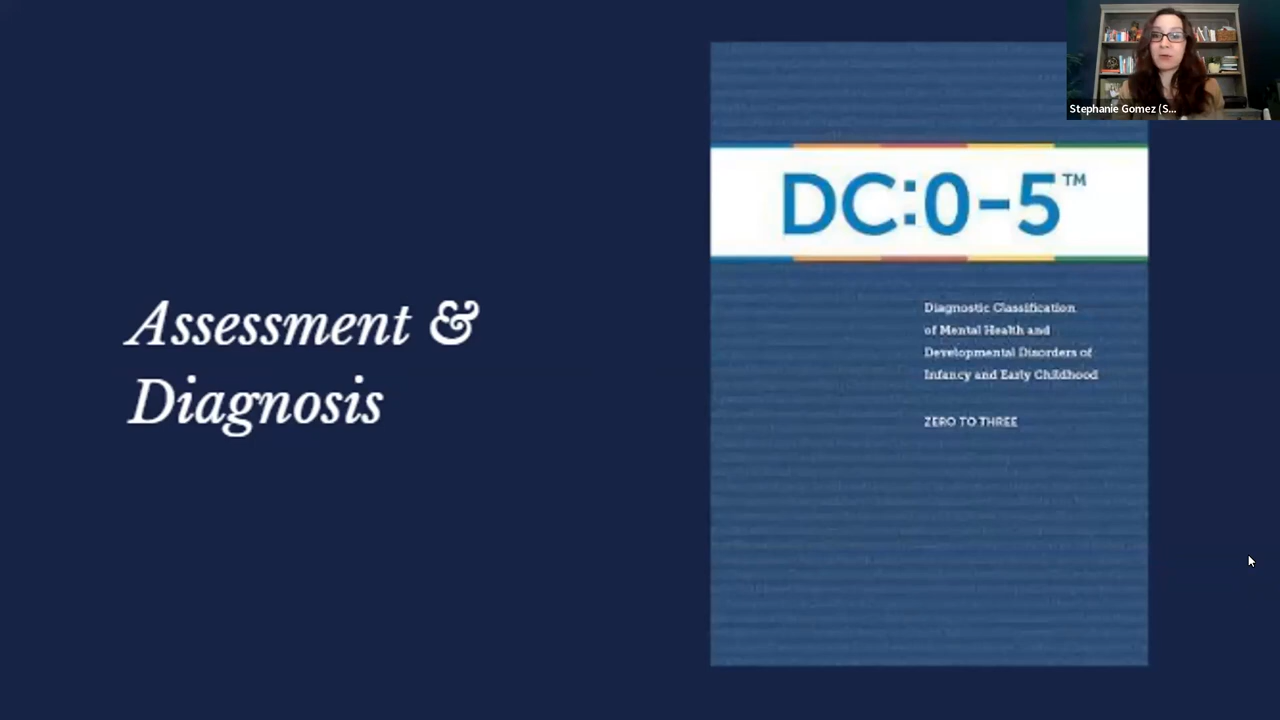 Assessment &
Diagnosis
DC:0-5™
Diagnostic Classification
of Mental Health and
Developmental Disorders of
Infancy and Early Childhood
ZERO TO THREE
Stephanie Gomez (S...